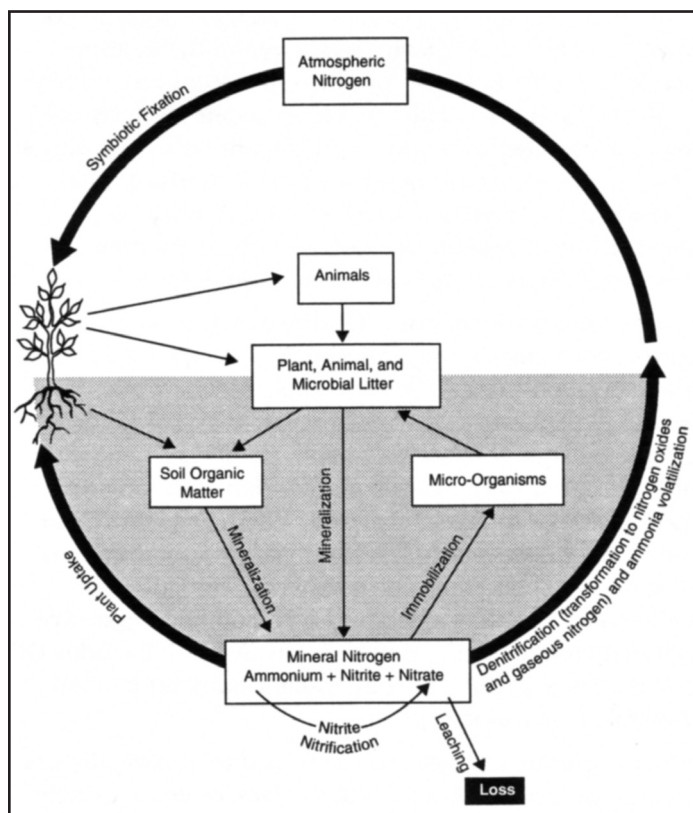 Atmospheric
Nitrogen
Symbiotic Fixation
Animals
Plant, Animal, and
Microbial Litter
Soil Organic
Matter
Micro-Organisms
Mineralization
Mineralization
Immobilization
Plant Uptake
Denitrification (transformation to nitrogen oxides
and gaseous nitrogen) and ammonia volatilization
Mineral Nitrogen
Ammonium + Nitrite + Nitrate
Nitrite
Nitrification
Leaching
Loss